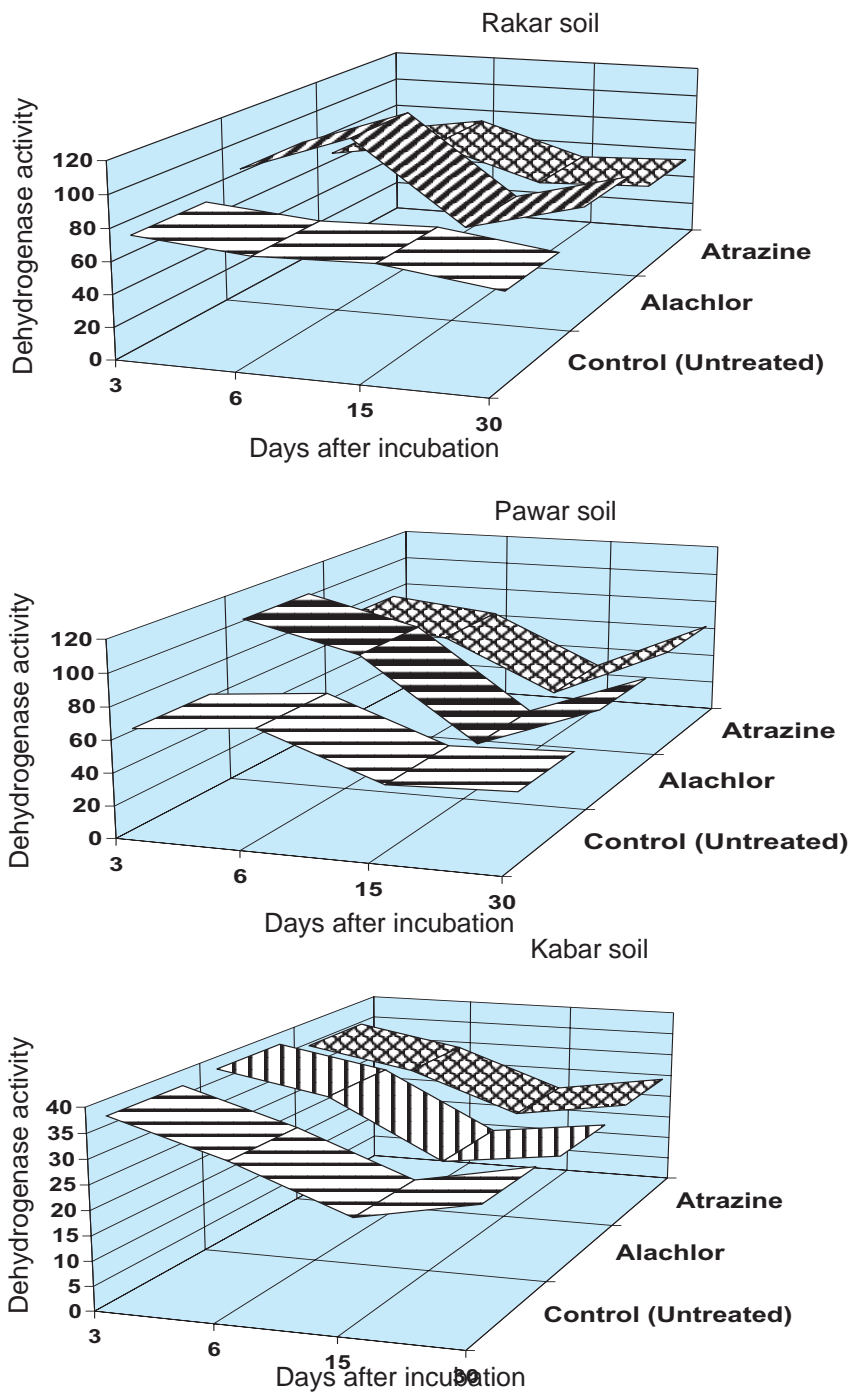 Rakar soil
Dehydrogenase activity
120
100
80
60
40
20
0
3
6
15
30
Atrazine
Alachlor
Control (Untreated)
Days after incubation
Pawar soil
Dehydrogenase activity
120
100
80
60
40
20
0
3
6
15
30
Atrazine
Alachlor
Control (Untreated)
Days after incubation
Kabar soil
Dehydrogenase activity
40
35
30
25
20
15
10
5
0
3
6
15
30
Atrazine
Alachlor
Control (Untreated)
Days after incubation